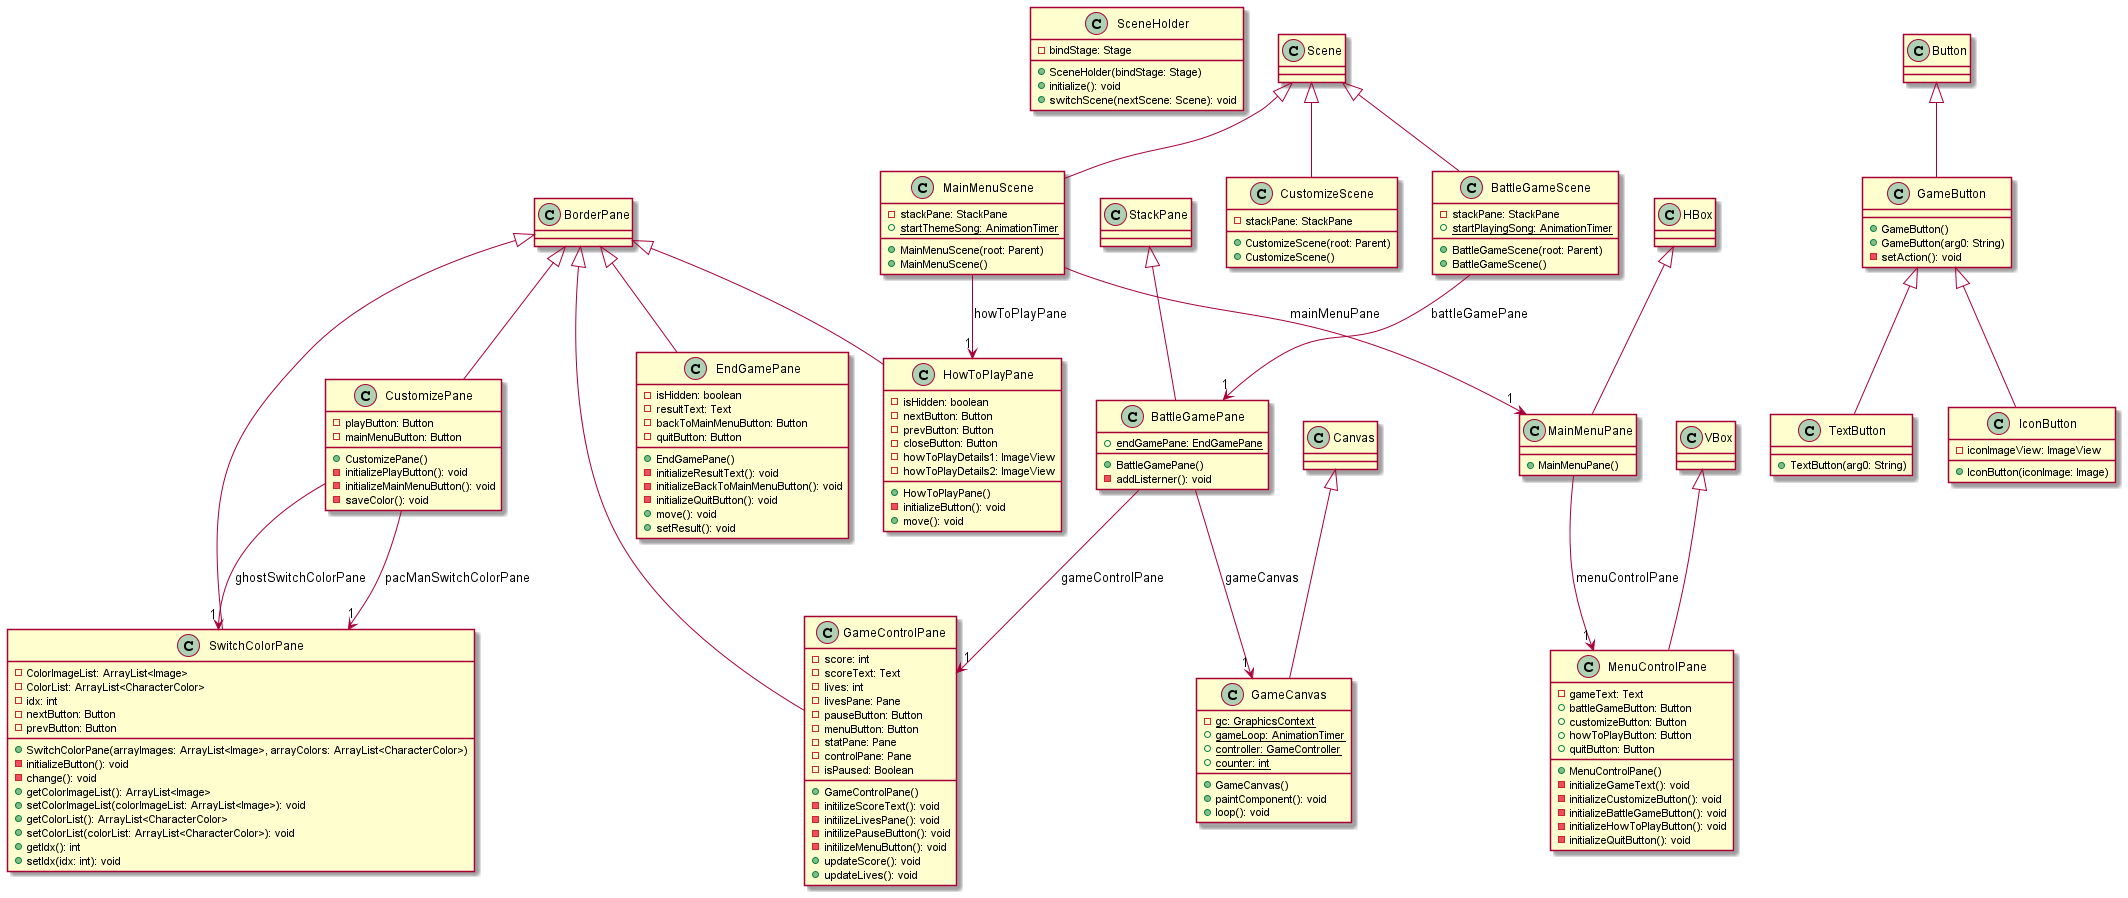 SceneHolder
bindStage: Stage
SceneHolder(bindStage: Stage)
initialize(): void
switchScene(nextScene: Scene): void
Scene
Button
MainMenuScene
stackPane: StackPane
startThemeSong: AnimationTimer
MainMenuScene(root: Parent)
MainMenuScene()
CustomizeScene
stackPane: StackPane
CustomizeScene(root: Parent)
CustomizeScene()
BattleGameScene
stackPane: StackPane
startPlayingSong: AnimationTimer
BattleGameScene(root: Parent)
BattleGameScene()
GameButton
GameButton()
GameButton(arg0: String)
setAction(): void
BorderPane
StackPane
HBox
howToPlayPane
1
mainMenuPane
1
battleGamePane
1
CustomizePane
playButton: Button
mainMenuButton: Button
CustomizePane()
initializePlayButton(): void
initializeMainMenuButton(): void
saveColor(): void
EndGamePane
isHidden: boolean
resultText: Text
backToMainMenuButton: Button
quitButton: Button
EndGamePane()
initializeResultText(): void
initializeBackToMainMenuButton(): void
initializeQuitButton(): void
move(): void
setResult(): void
HowToPlayPane
isHidden: boolean
nextButton: Button
prevButton: Button
closeButton: Button
howToPlayDetails1: ImageView
howToPlayDetails2: ImageView
HowToPlayPane()
initializeButton(): void
move(): void
BattleGamePane
endGamePane: EndGamePane
BattleGamePane()
addListerner(): void
Canvas
MainMenuPane
MainMenuPane()
VBox
TextButton
TextButton(arg0: String)
IconButton
iconImageView: ImageView
IconButton(iconImage: Image)
ghostSwitchColorPane
1
pacManSwitchColorPane
1
gameControlPane
1
gameCanvas
1
menuControlPane
1
SwitchColorPane
ColorImageList: ArrayList<Image>
ColorList: ArrayList<CharacterColor>
idx: int
nextButton: Button
prevButton: Button
SwitchColorPane(arrayImages: ArrayList<Image>, arrayColors: ArrayList<CharacterColor>)
initializeButton(): void
change(): void
getColorImageList(): ArrayList<Image>
setColorImageList(colorImageList: ArrayList<Image>): void
getColorList(): ArrayList<CharacterColor>
setColorList(colorList: ArrayList<CharacterColor>): void
getIdx(): int
setIdx(idx: int): void
GameControlPane
score: int
scoreText: Text
lives: int
livesPane: Pane
pauseButton: Button
menuButton: Button
statPane: Pane
controlPane: Pane
isPaused: Boolean
GameControlPane()
initilizeScoreText(): void
initilizeLivesPane(): void
initilizePauseButton(): void
initilizeMenuButton(): void
updateScore(): void
updateLives(): void
GameCanvas
gc: GraphicsContext
gameLoop: AnimationTimer
controller: GameController
counter: int
GameCanvas()
paintComponent(): void
loop(): void
MenuControlPane
gameText: Text
battleGameButton: Button
customizeButton: Button
howToPlayButton: Button
quitButton: Button
MenuControlPane()
initializeGameText(): void
initializeCustomizeButton(): void
initializeBattleGameButton(): void
initializeHowToPlayButton(): void
initializeQuitButton(): void